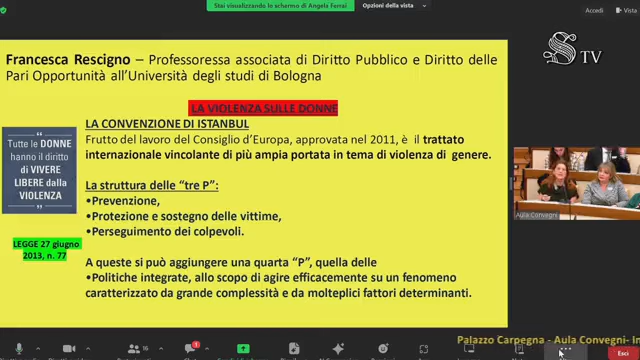 Stai visualizzando lo schermo di Angela Ferrai
Opzioni della vista
Accedi
Vista
Francesca Rescigno – Professoressa associata di Diritto Pubblico e Diritto delle
Pari Opportunità all'Università degli studi di Bologna
S TV
LA VIOLENZA SULLE DONNE
LA CONVENZIONE DI ISTANBUL
Frutto del lavoro del Consiglio d'Europa, approvata nel 2011, è il trattato
internazionale vincolante di più ampia portata in tema di violenza di genere.
Tutte le DONNE
hanno il diritto
di VIVERE
LIBERE dalla
VIOLENZA
La struttura delle "tre P":
•Prevenzione,
•Protezione e sostegno delle vittime,
•Perseguimento dei colpevoli.
LEGGE 27 giugno
2013, n. 77
A queste si può aggiungere una quarta "P", quella delle
•Politiche integrate, allo scopo di agire efficacemente su un fenomeno
caratterizzato da grande complessità e da molteplici fattori determinanti.
Aula Convegni
16
1
Palazzo Carpegna - Aula Convegni- In
Esci